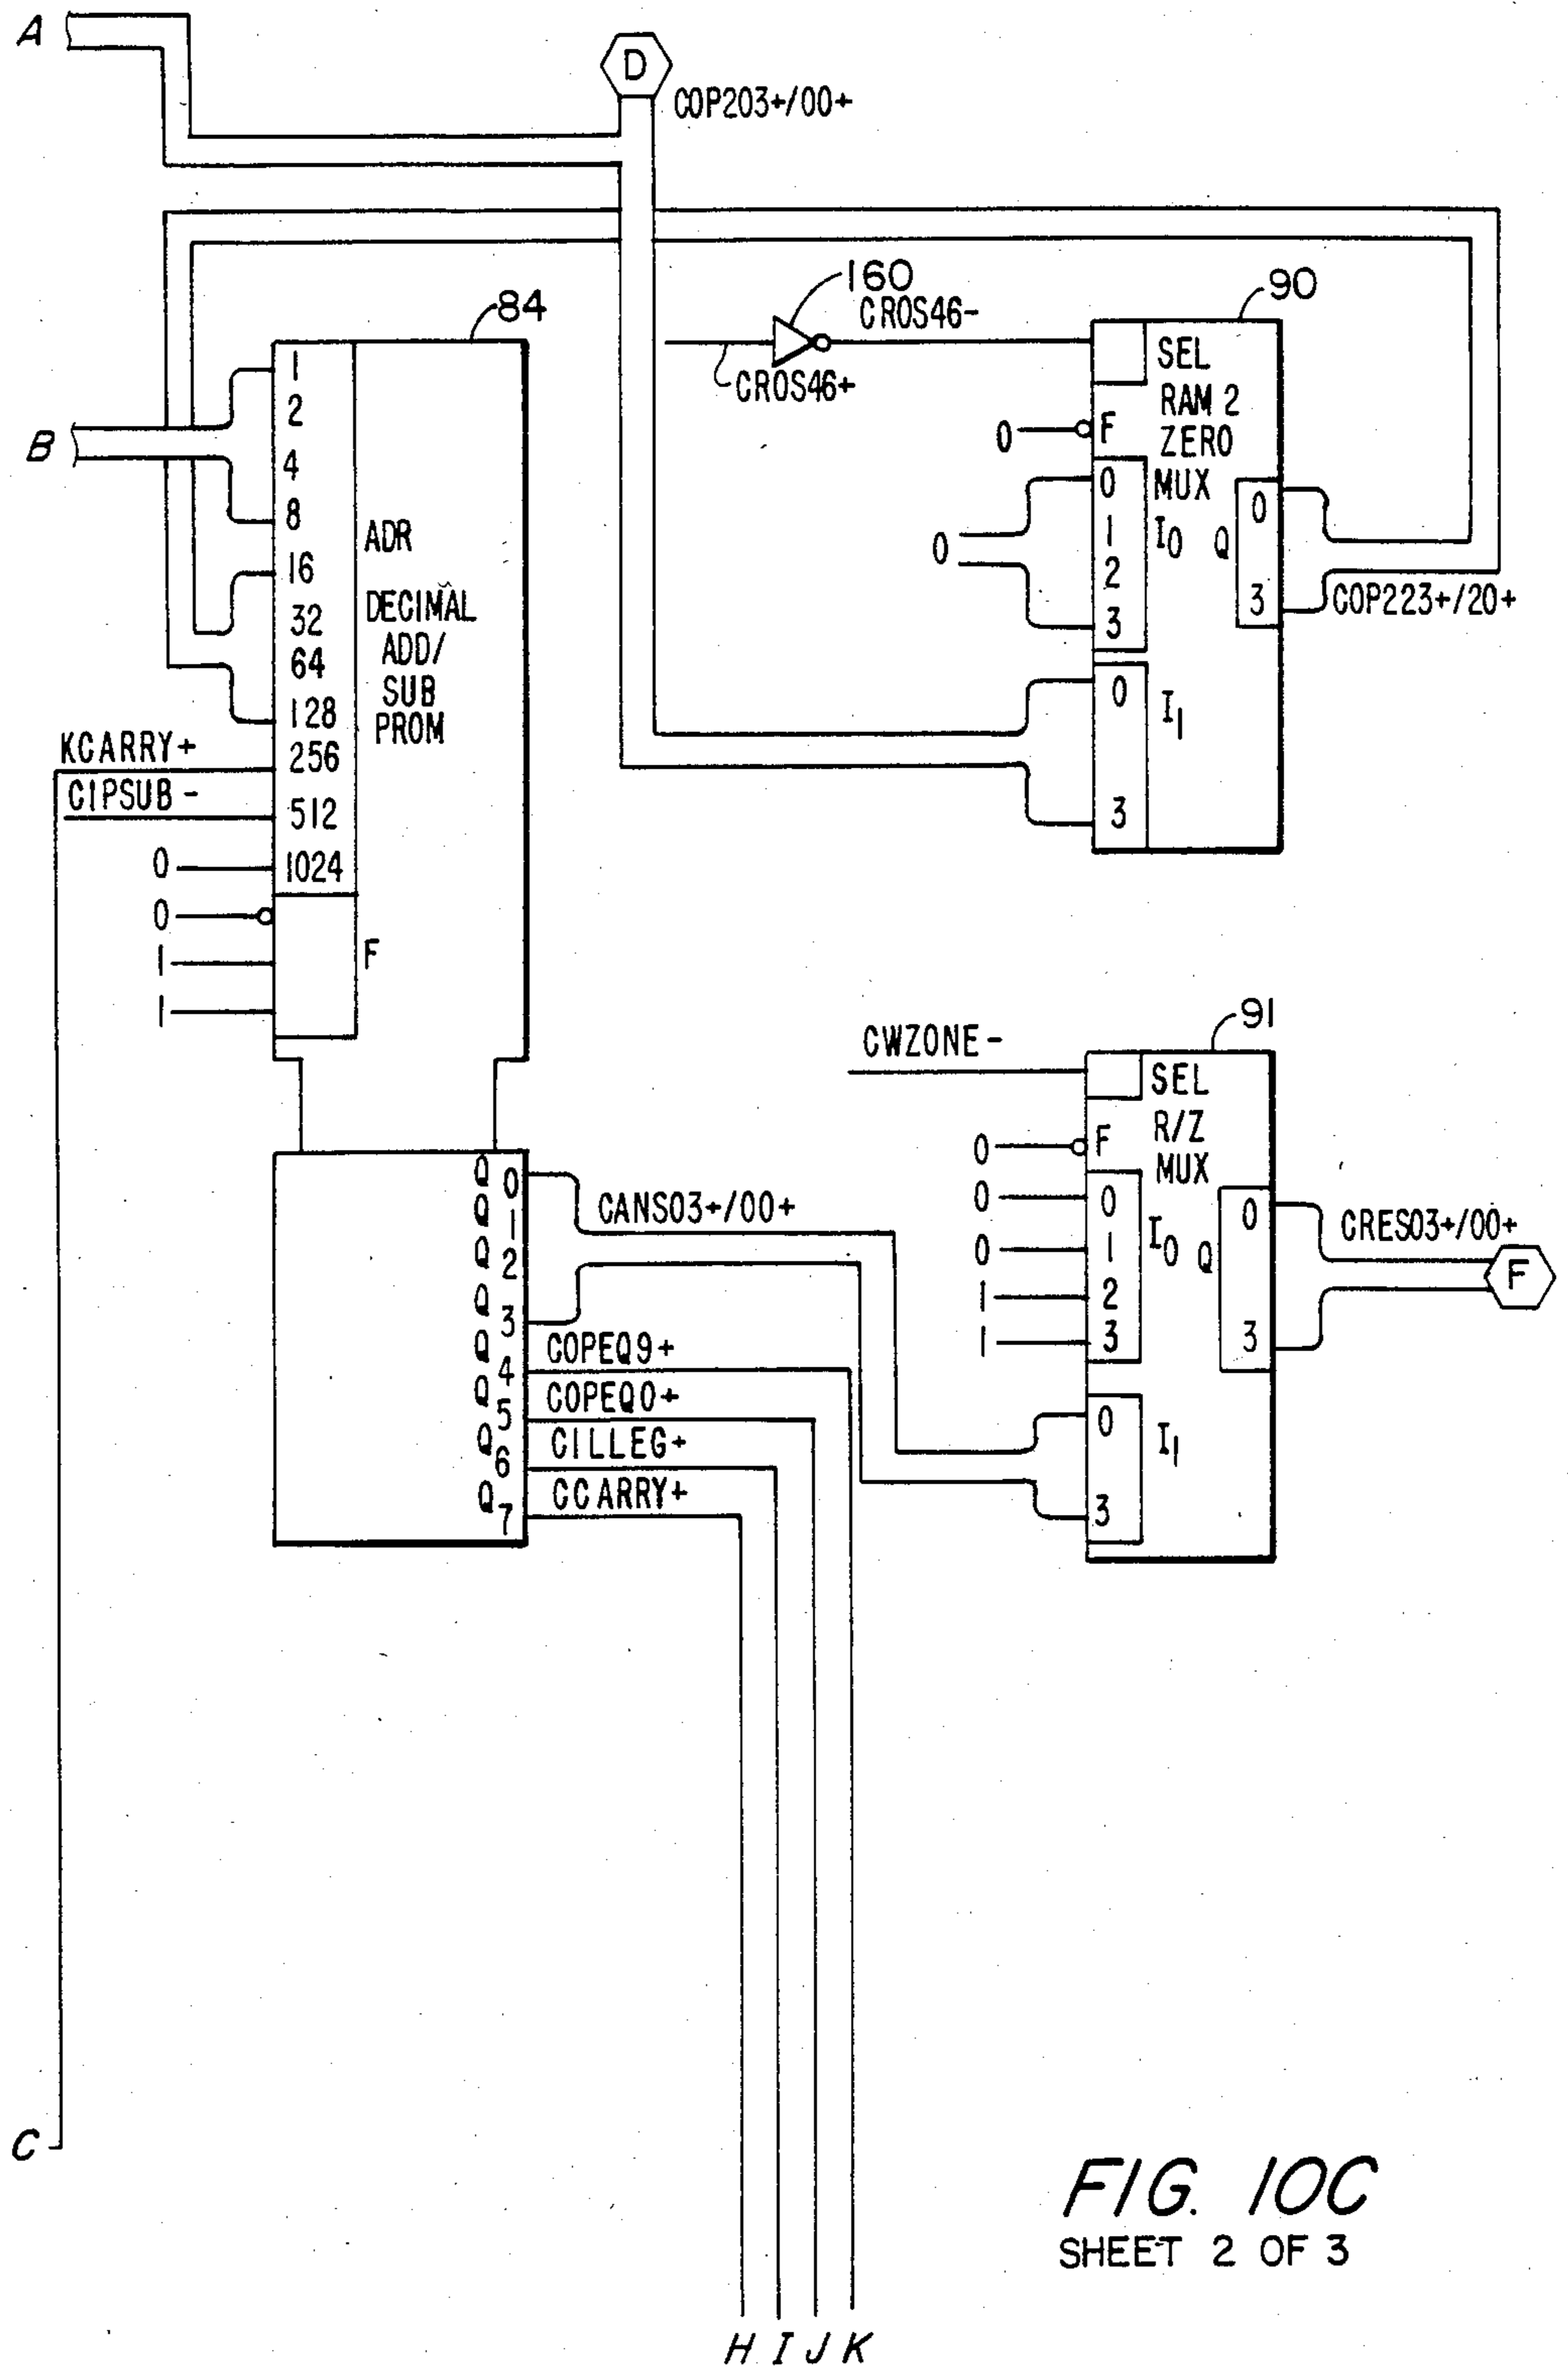 A
D
COP203+/00+
160
CROS46-
CROS46+
90
SEL
RAM 2
ZERO
MUX
0
F
0
1
2
3
I0
Q
0
3
0
COP223+/20+
0
3
I1
84
B
1
2
4
8
16
32
64
128
256
512
1024
ADR
DECIMAL
ADD/
SUB
PROM
KCARRY+
CIPSUB-
0
0
1
1
F
91
CWZONE-
SEL
R/Z
MUX
0
F
0
0
0
1
1
2
1
3
I0
Q
0
3
CRES03+/00+
F
0
3
I1
Q0
Q1
Q2
Q3
Q4
Q5
Q6
Q7
CANS03+/00+
COPEQ9+
COPEQ0+
CILLEG+
CCARRY+
C
FIG. 10C
SHEET 2 OF 3
H I J K